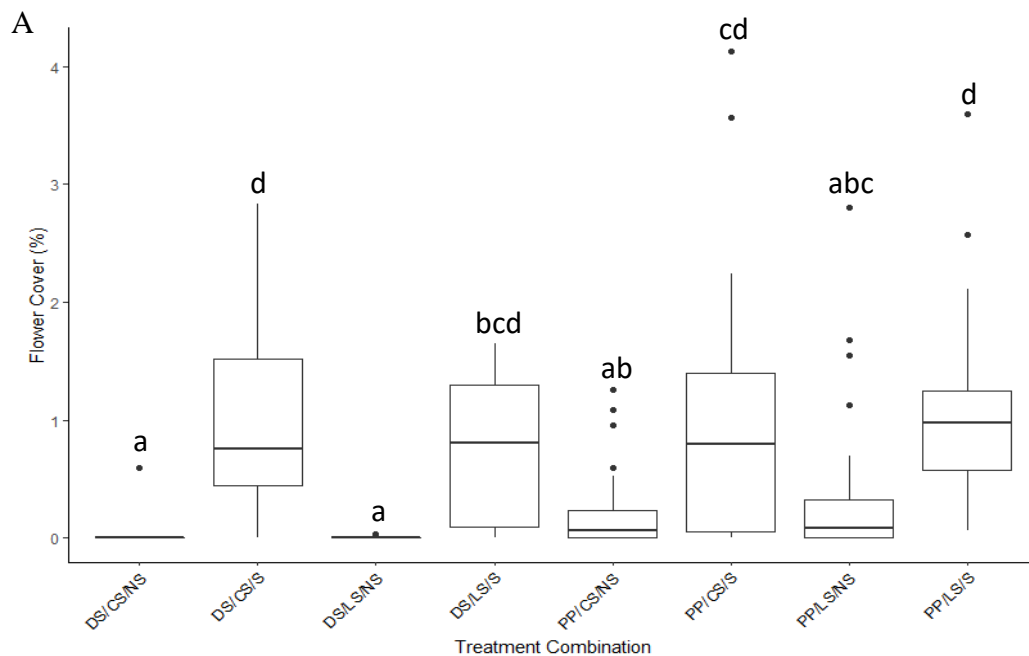 A
cd
4
d
3
d
abc
Flower Cover (%)
2
bcd
ab
1
a
a
0
DS/CS/NS
DS/CS/S
DS/LS/NS
DS/LS/S
PP/CS/NS
PP/CS/S
PP/LS/NS
PP/LS/S
Treatment Combination